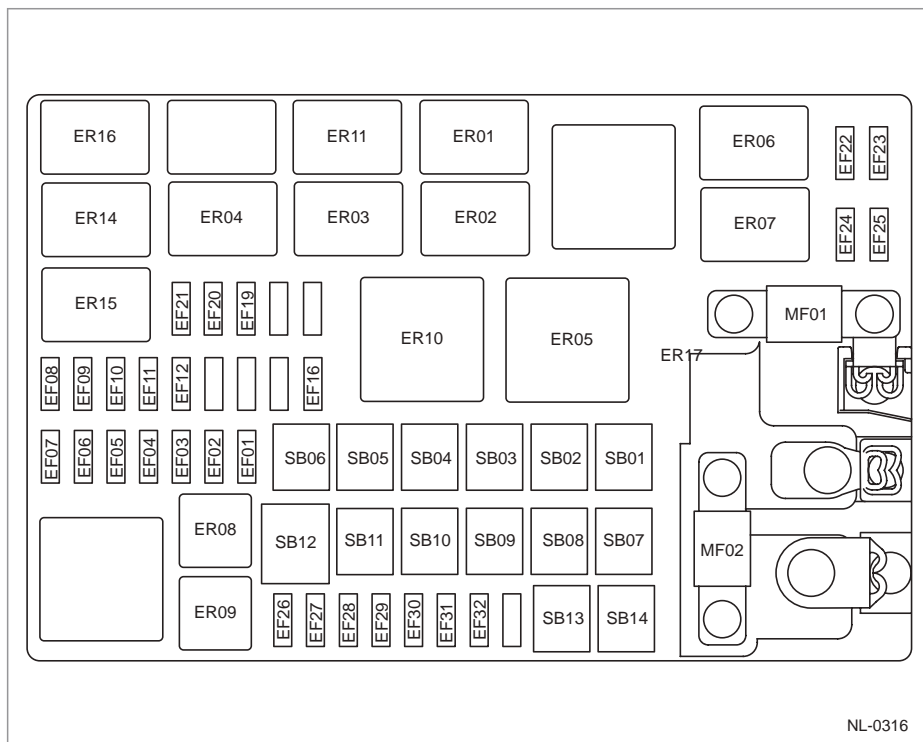 ER16 ER11 ER01 ER06 EF22 EF23
ER14 ER04 ER03 ER02 ER07 EF24 EF25
ER15 EF21 EF20 EF19 ER10 ER05 MF01
ER17
EF08 EF09 EF10 EF11 EF12 EF16
EF07 EF06 EF05 EF04 EF03 EF02 EF01 SB06 SB05 SB04 SB03 SB02 SB01
ER08 SB12 SB11 SB10 SB09 SB08 SB07 MF02
ER09 EF26 EF27 EF28 EF29 EF30 EF31 EF32 SB13 SB14
NL-0316